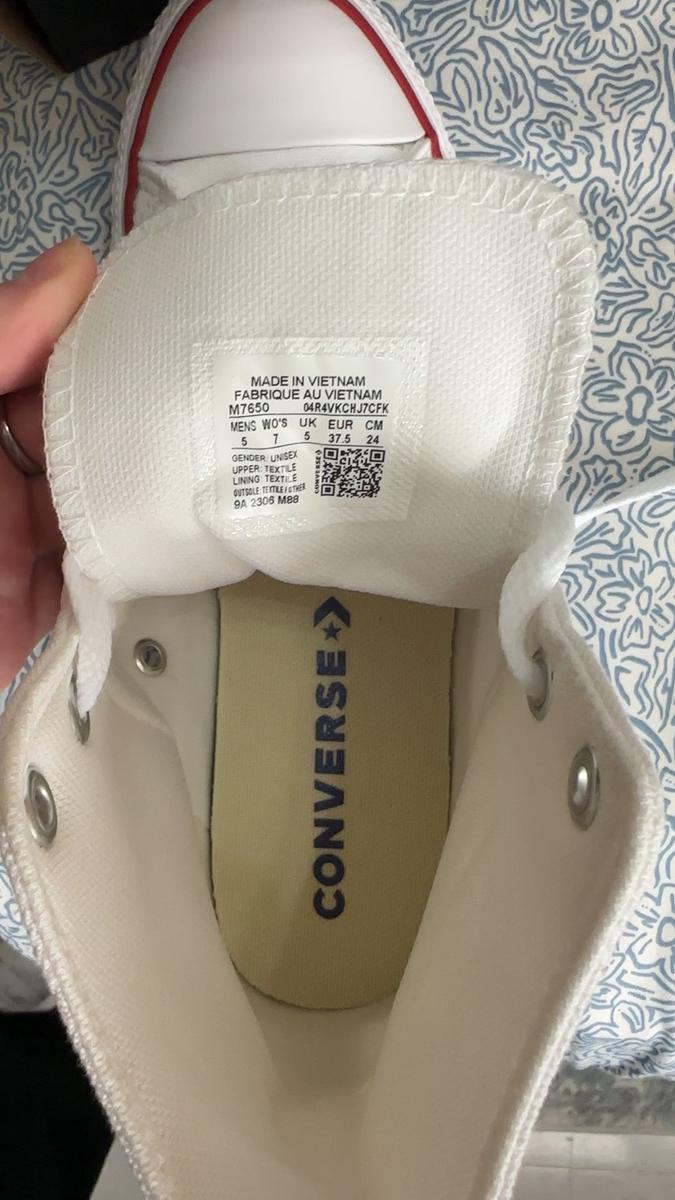 MADE IN VIETNAM
FABRIQUE AU VIETNAM
M7650 04R4VKCHJ7CFK
MENS WO'S UK EUR CM
5 7 5 37.5 24
GENDER: UNISEX
UPPER: TEXTILE
LINING: TEXTILE
OUTSOLE: TEXTILE / OTHER
9A 2306 M88
CONVERSE
CONVERSE